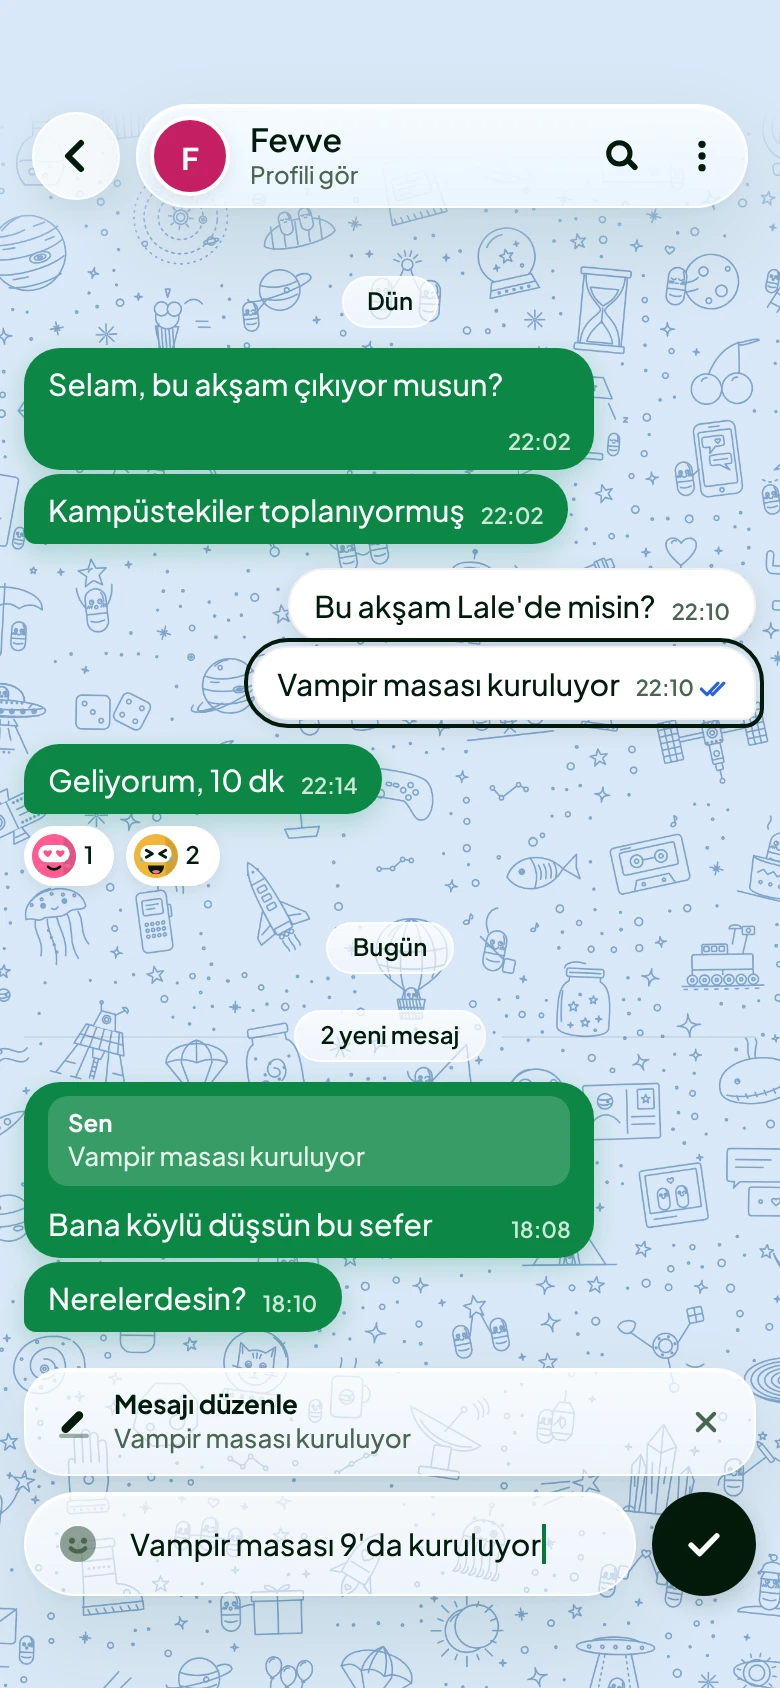 F
Fevve
Profili gör
Dün
Selam, bu akşam çıkıyor musun?
22:02
Kampüstekiler toplanıyormuş 22:02
Bu akşam Lale'de misin? 22:10
Vampir masası kuruluyor 22:10
Geliyorum, 10 dk 22:14
1 2
Bugün
2 yeni mesaj
Sen
Vampir masası kuruluyor
Bana köylü düşsün bu sefer 18:08
Nerelerdesin? 18:10
Mesajı düzenle
Vampir masası kuruluyor
Vampir masası 9'da kuruluyor